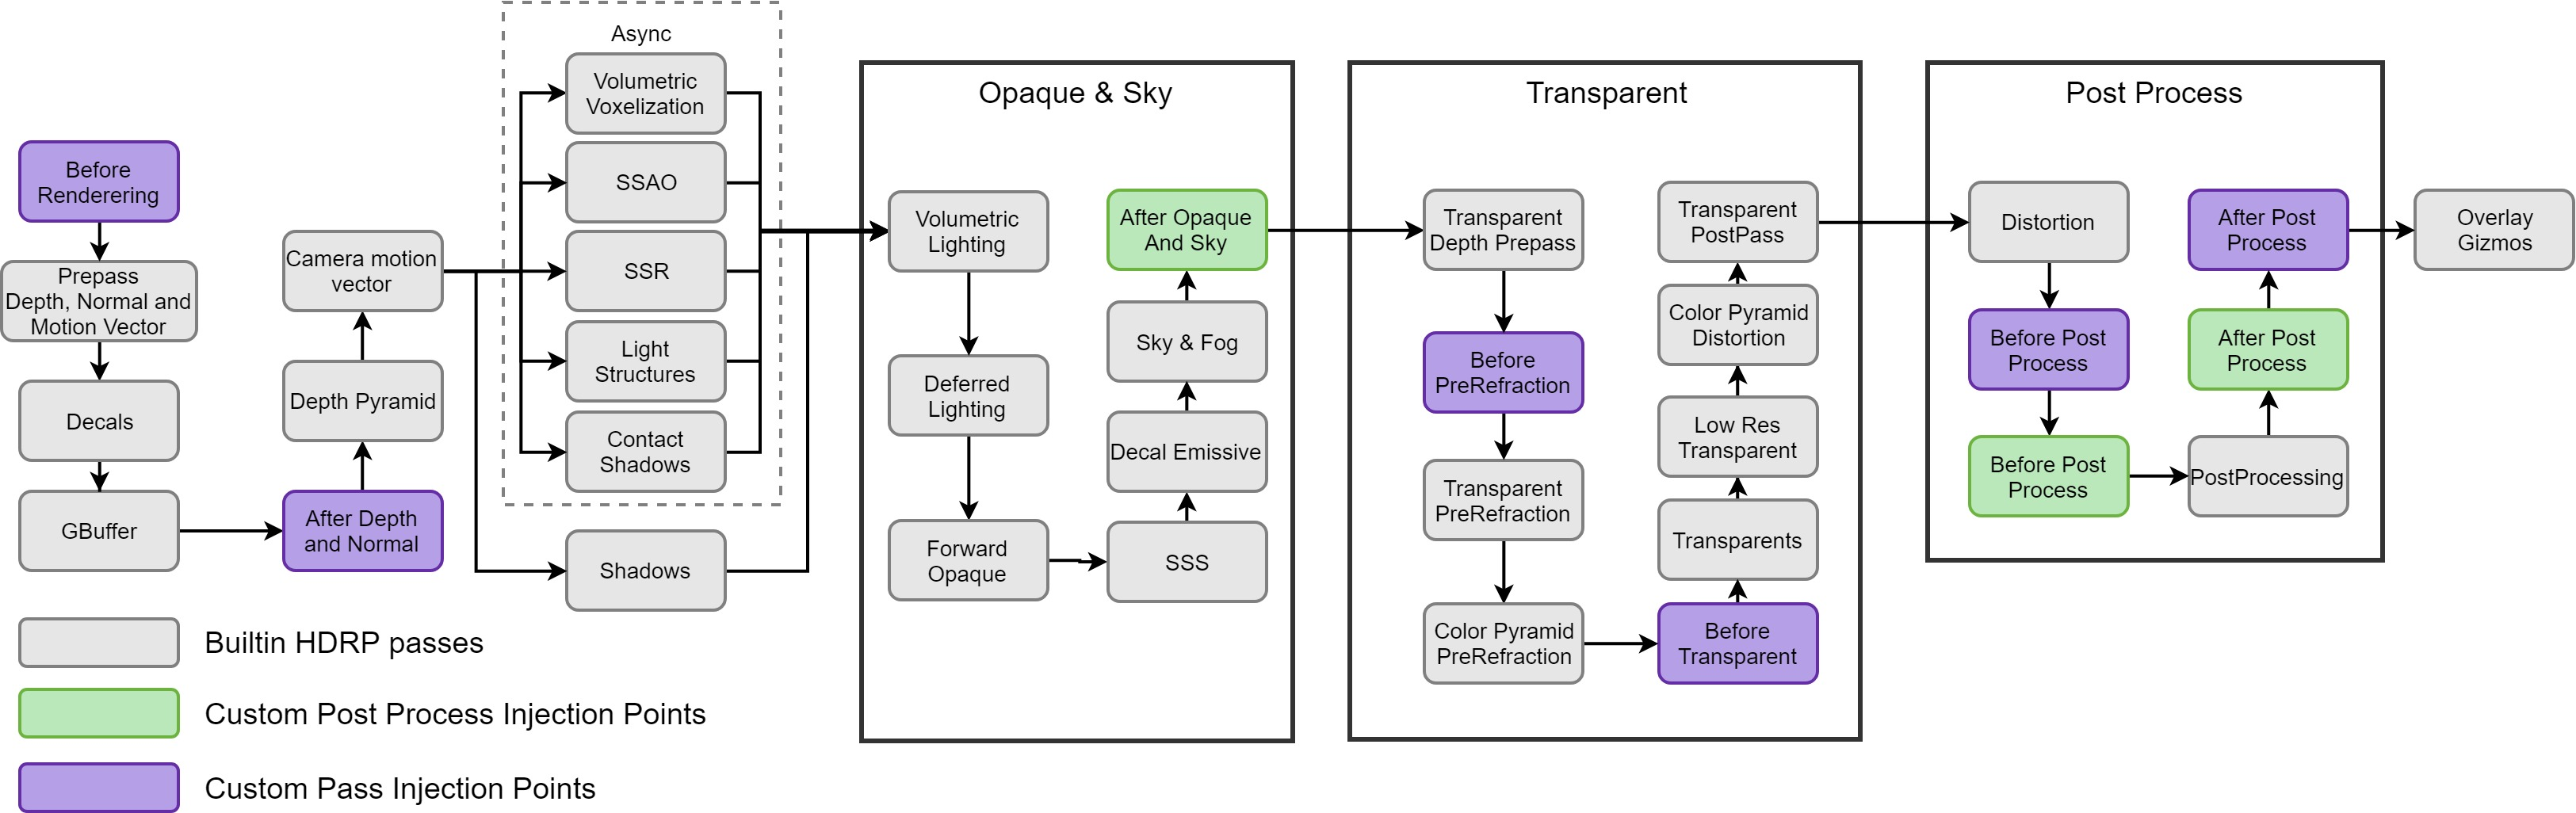 Before
Renderering
Prepass
Depth, Normal and
Motion Vector
Decals
GBuffer
After Depth
and Normal
Depth Pyramid
Camera motion
vector
Async
Volumetric
Voxelization
SSAO
SSR
Light
Structures
Contact
Shadows
Shadows
Opaque & Sky
Volumetric
Lighting
Deferred
Lighting
Forward
Opaque
SSS
Decal Emissive
Sky & Fog
After Opaque
And Sky
Transparent
Transparent
Depth Prepass
Before
PreRefraction
Transparent
PreRefraction
Color Pyramid
PreRefraction
Before
Transparent
Transparents
Low Res
Transparent
Color Pyramid
Distortion
Transparent
PostPass
Post Process
Distortion
Before Post
Process
Before Post
Process
PostProcessing
After Post
Process
After Post
Process
Overlay
Gizmos
Builtin HDRP passes
Custom Post Process Injection Points
Custom Pass Injection Points